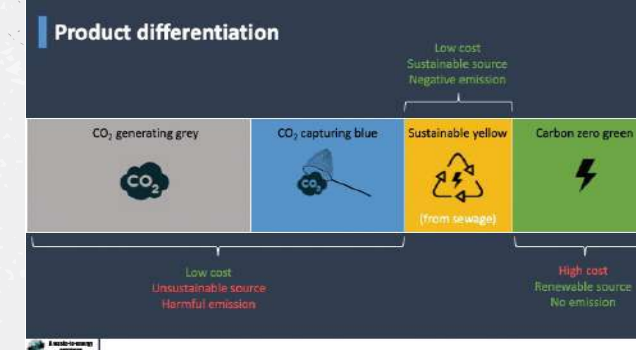 Product differentiation
Low cost
Sustainable source
Negative emission
CO₂ generating grey
CO₂ capturing blue
Sustainable yellow
Carbon zero green
CO₂
CO₂
(from sewage)
Low cost
Unsustainable source
Harmful emission
High cost
Renewable source
No emission